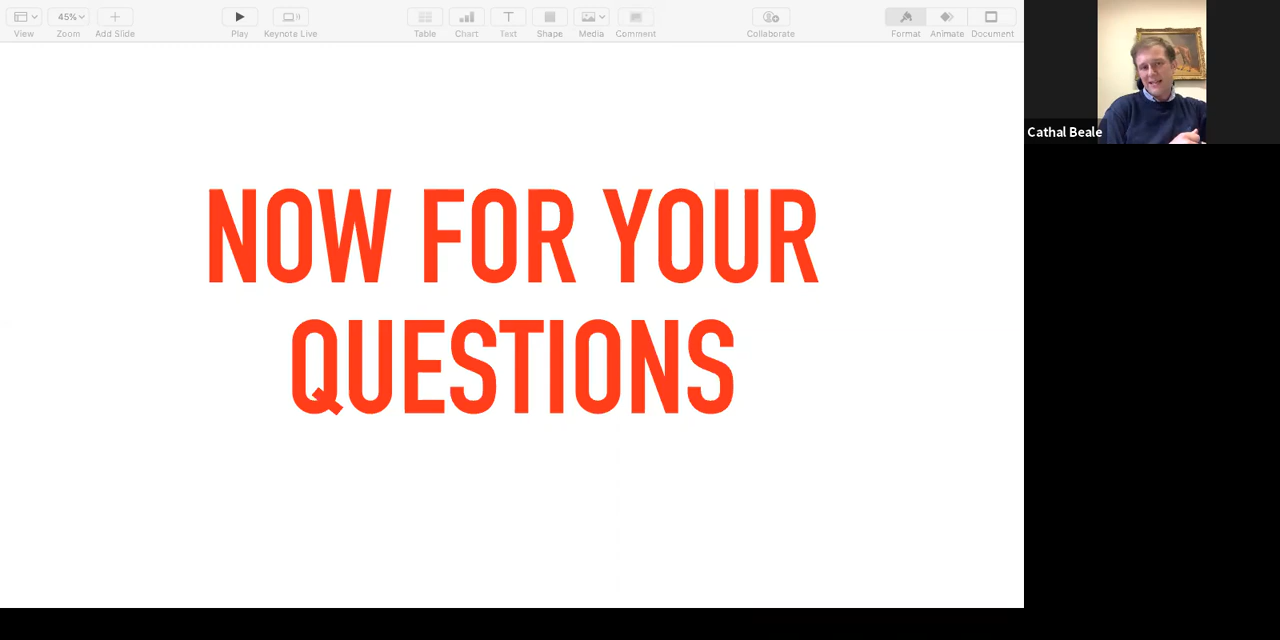 45%
View
Zoom
Add Slide
Play
Keynote Live
Table
Chart
Text
Shape
Media
Comment
Collaborate
Format
Animate
Document
Cathal Beale
NOW FOR YOUR
QUESTIONS